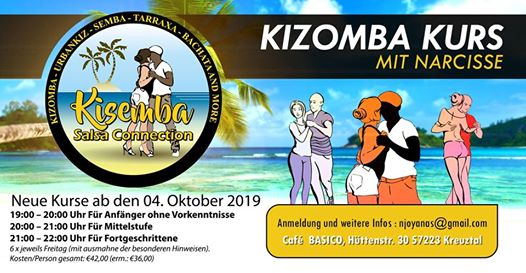 KIZOMBA - URBANKIZ - SEMBA - TARRAXA - BACHATA AND MORE
Kisemba
Salsa Connection
KIZOMBA KURS
MIT NARCISSE
Neue Kurse ab den 04. Oktober 2019
19:00 – 20:00 Uhr Für Anfänger ohne Vorkenntnisse
20:00 – 21:00 Uhr Für Mittelstufe
21:00 – 22:00 Uhr Für Fortgeschrittene
6 x jeweils Freitag (mit ausmahne der besonderen Hinweisen).
Kosten/Person gesamt: €42,00 (erm.: €36,00)
Anmeldung und weitere Infos : njoyanas@gmail.com
Café BASICO, Hüttenstr. 30 57223 Kreuztal